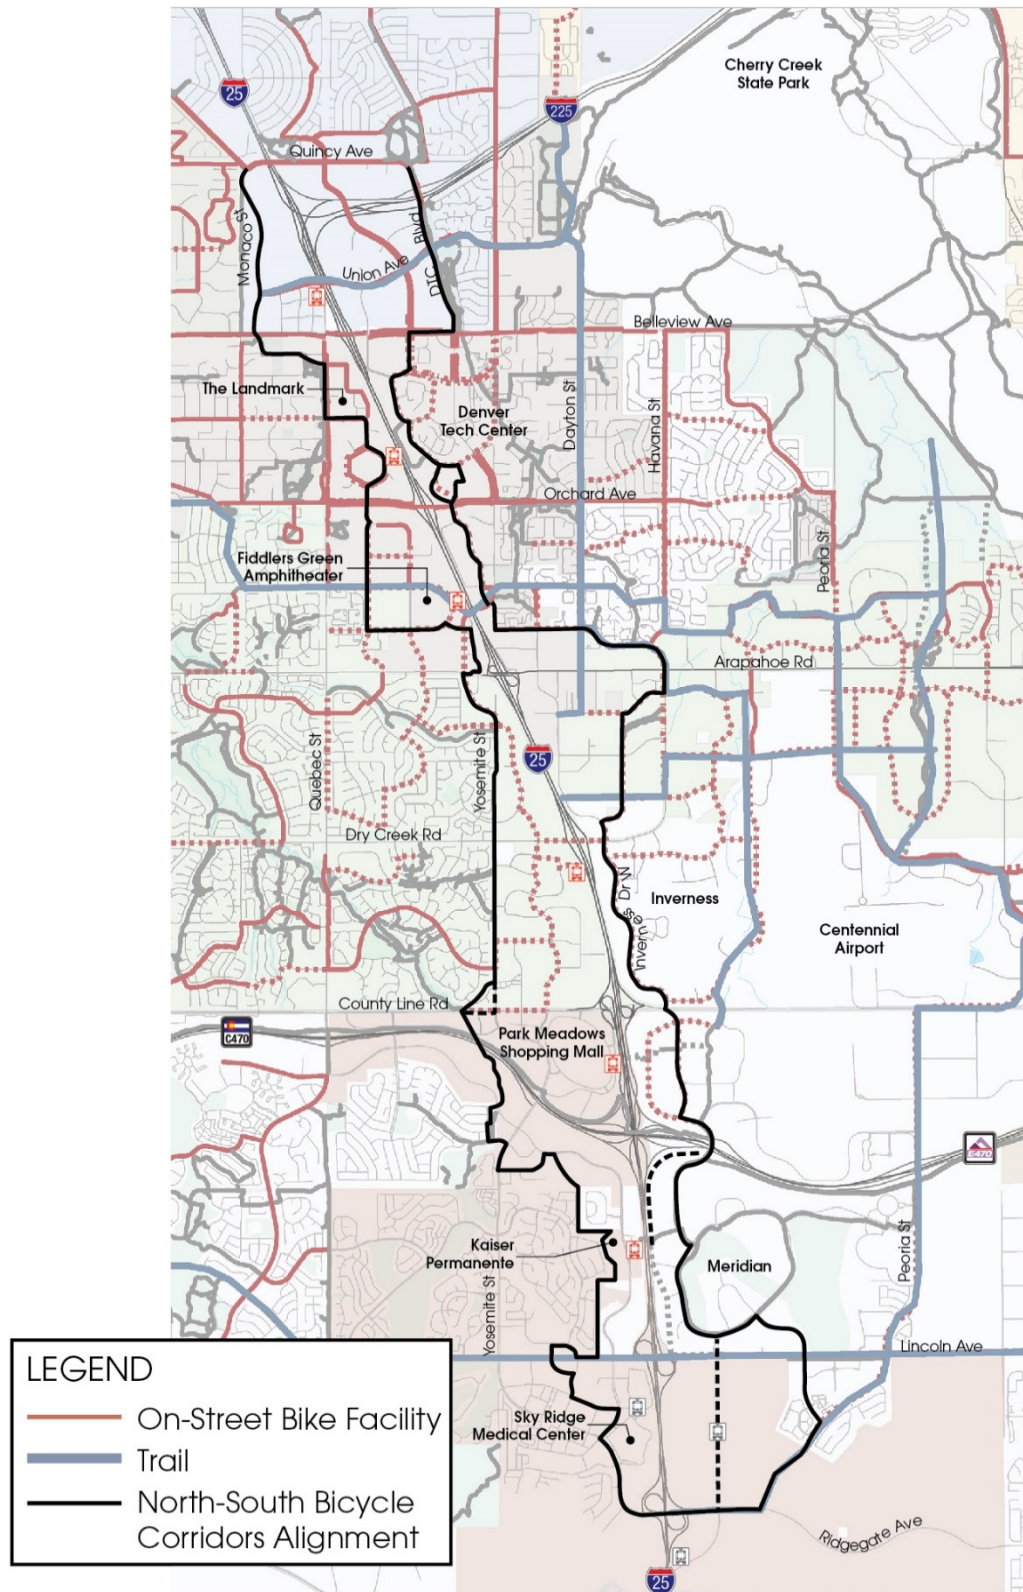 Cherry Creek
State Park
25
225
Quincy Ave
Monaco St
Union Ave
DTC Blvd
Belleview Ave
The Landmark
Denver
Tech Center
Dayton St
Havana St
Orchard Ave
Peoria St
Fiddlers Green
Amphitheater
Arapahoe Rd
Quebec St
Yosemite St
25
Dry Creek Rd
Inverness Dr W
Inverness
Centennial
Airport
County Line Rd
C470
Park Meadows
Shopping Mall
E470
Kaiser
Permanente
Meridian
Peoria St
Yosemite St
Lincoln Ave
LEGEND
On-Street Bike Facility
Trail
North-South Bicycle
Corridors Alignment
Sky Ridge
Medical Center
Ridgegate Ave
25